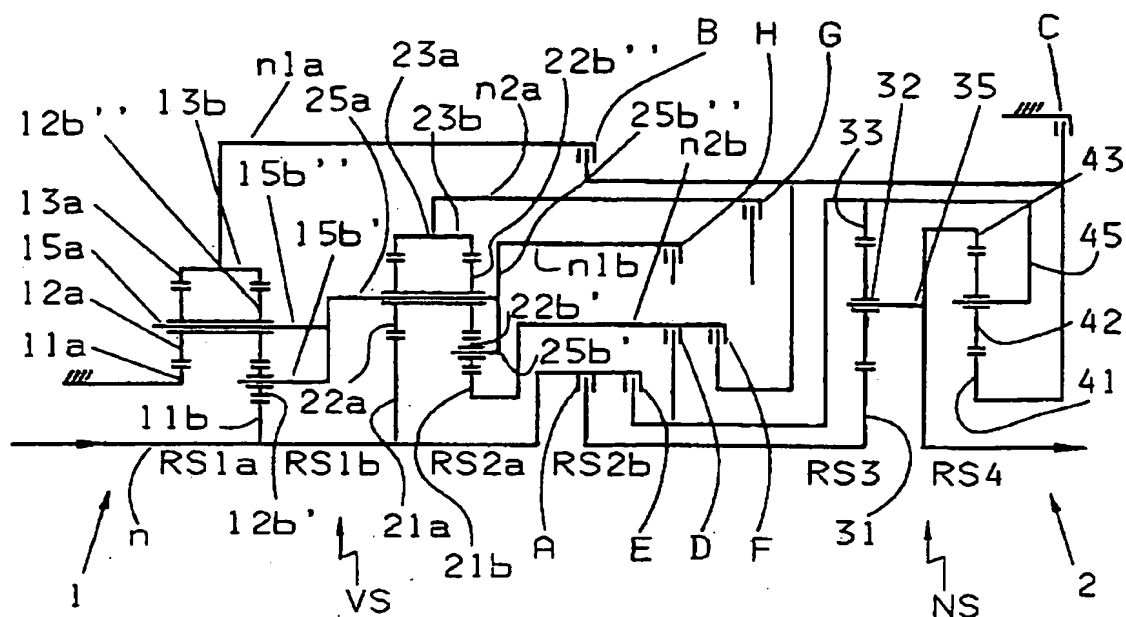 B H G C
23a 22b''
n1a n2a
25a
13b 23b 25b'' 32 35
12b'' n2b
33
15b''
43
13a
15b'
15a 45
n1b
12a
22b'
42
11a 25b'
22a 41
11b
RS1a RS1b RS2a RS2b RS3 RS4
n 12b' 21a A E D F 31
21b
1 VS NS 2